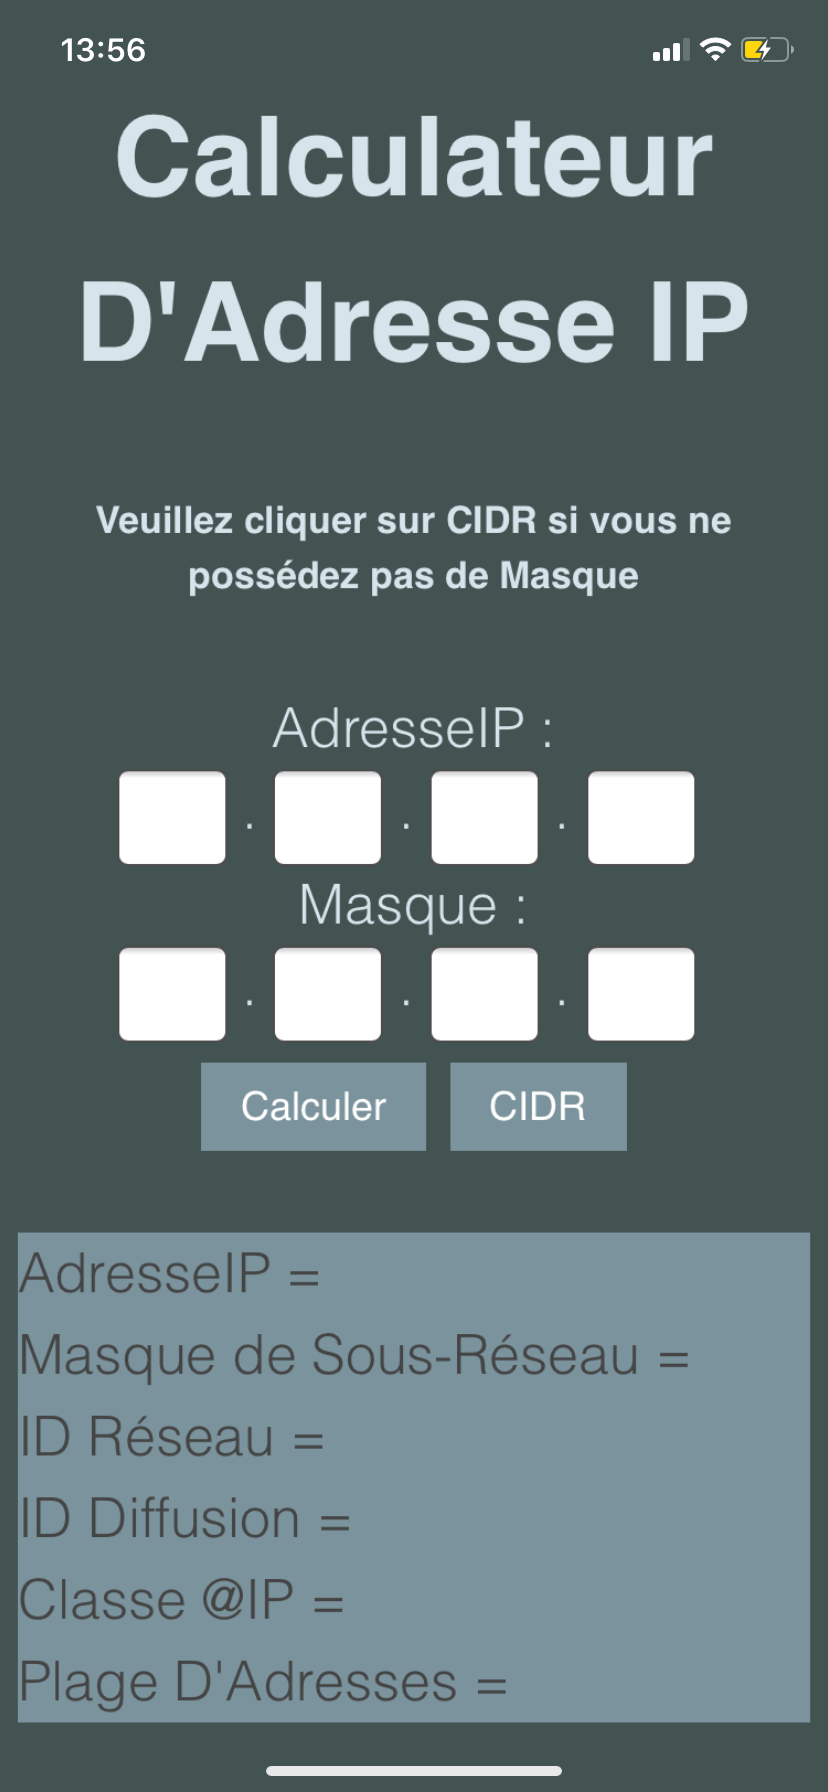 13:56
Calculateur
D'Adresse IP
Veuillez cliquer sur CIDR si vous ne
possédez pas de Masque
AdresseIP :
. . .
Masque :
. . .
Calculer CIDR
AdresseIP =
Masque de Sous-Réseau =
ID Réseau =
ID Diffusion =
Classe @IP =
Plage D'Adresses =